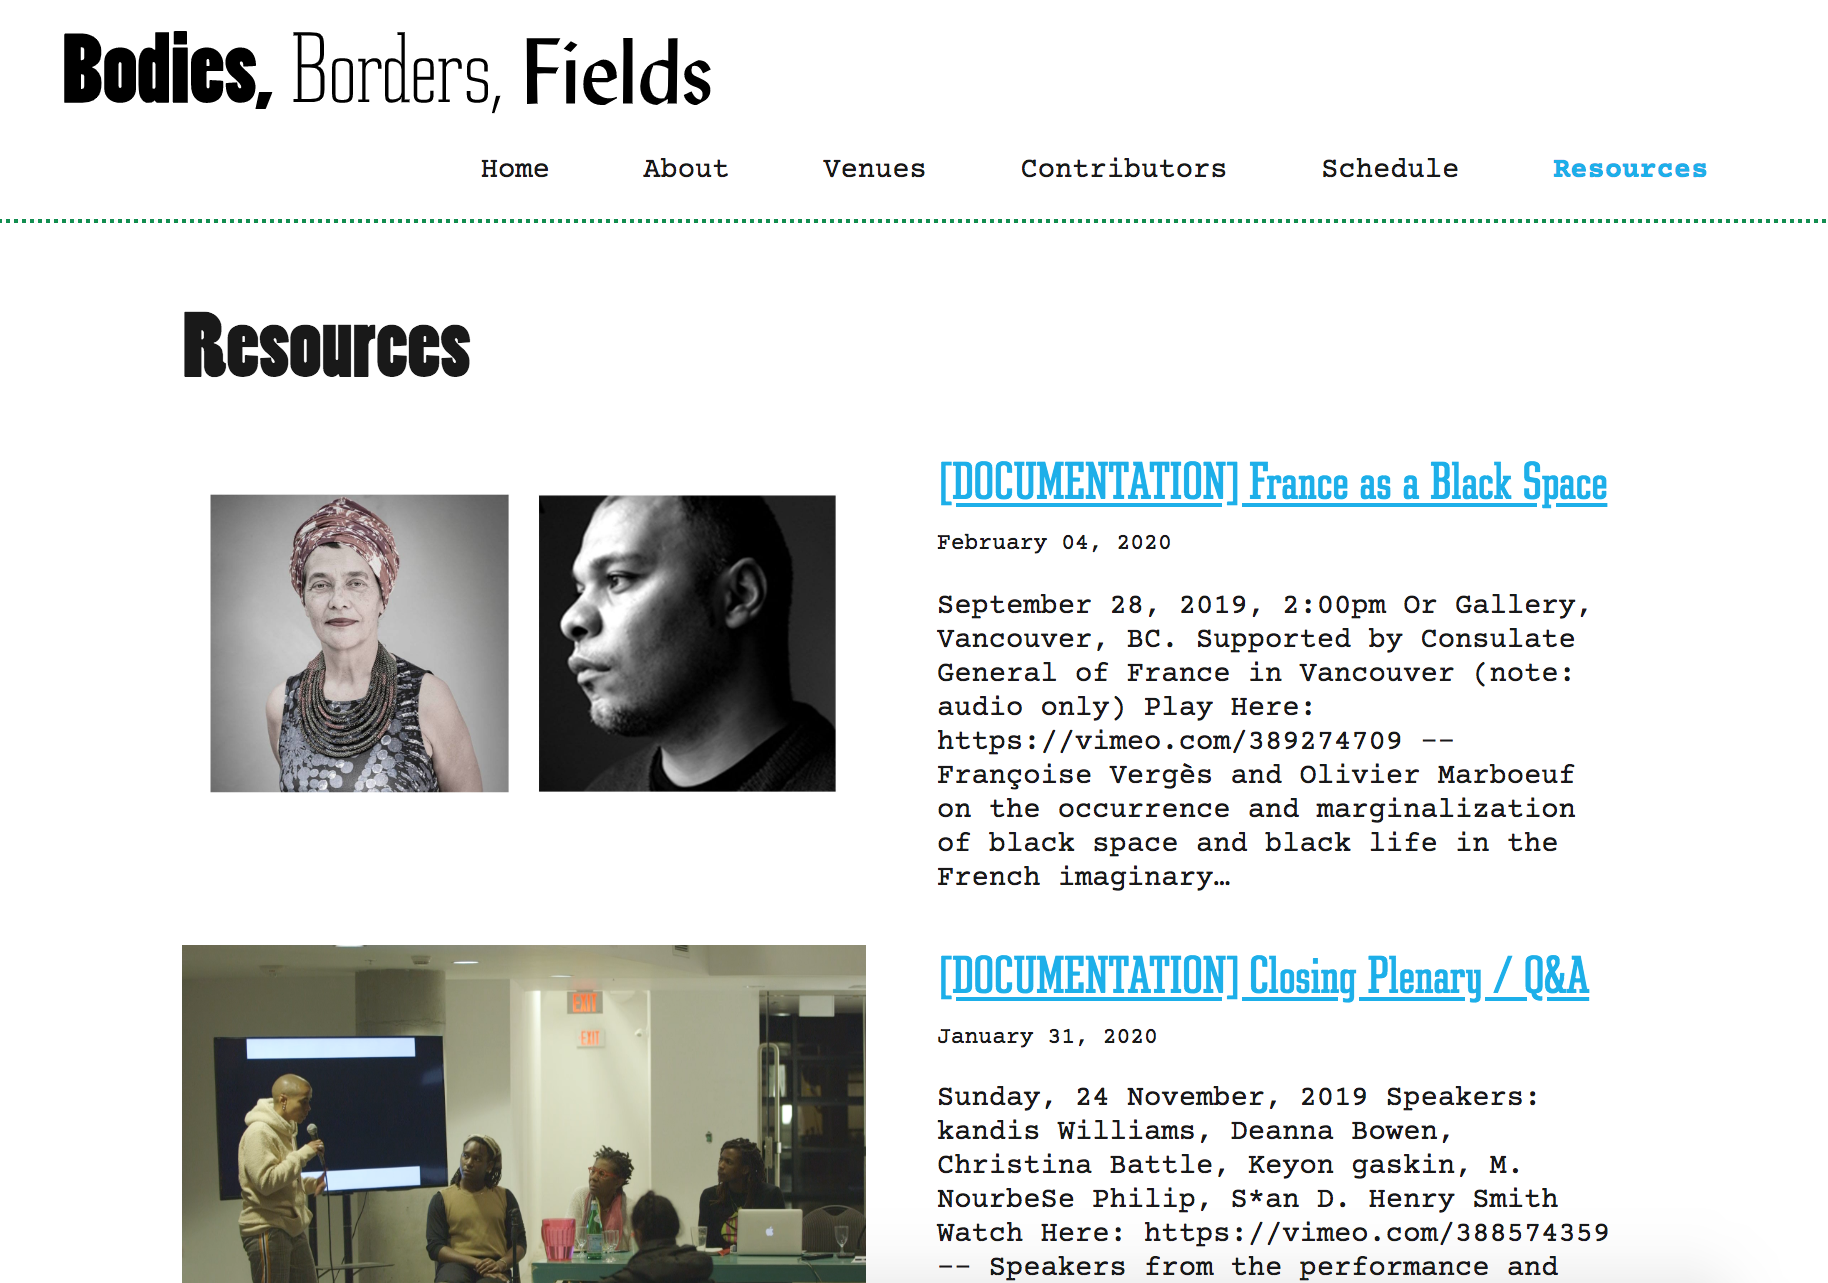 Bodies, Borders, Fields
Home About Venues Contributors Schedule Resources
Resources
[DOCUMENTATION] France as a Black Space
February 04, 2020
September 28, 2019, 2:00pm Or Gallery,
Vancouver, BC. Supported by Consulate
General of France in Vancouver (note:
audio only) Play Here:
https://vimeo.com/389274709 --
Françoise Vergès and Olivier Marboeuf
on the occurrence and marginalization
of black space and black life in the
French imaginary…
[DOCUMENTATION] Closing Plenary / Q&A
January 31, 2020
Sunday, 24 November, 2019 Speakers:
kandis Williams, Deanna Bowen,
Christina Battle, Keyon gaskin, M.
NourbeSe Philip, S*an D. Henry Smith
Watch Here: https://vimeo.com/388574359
-- Speakers from the performance and
EXIT
EXIT